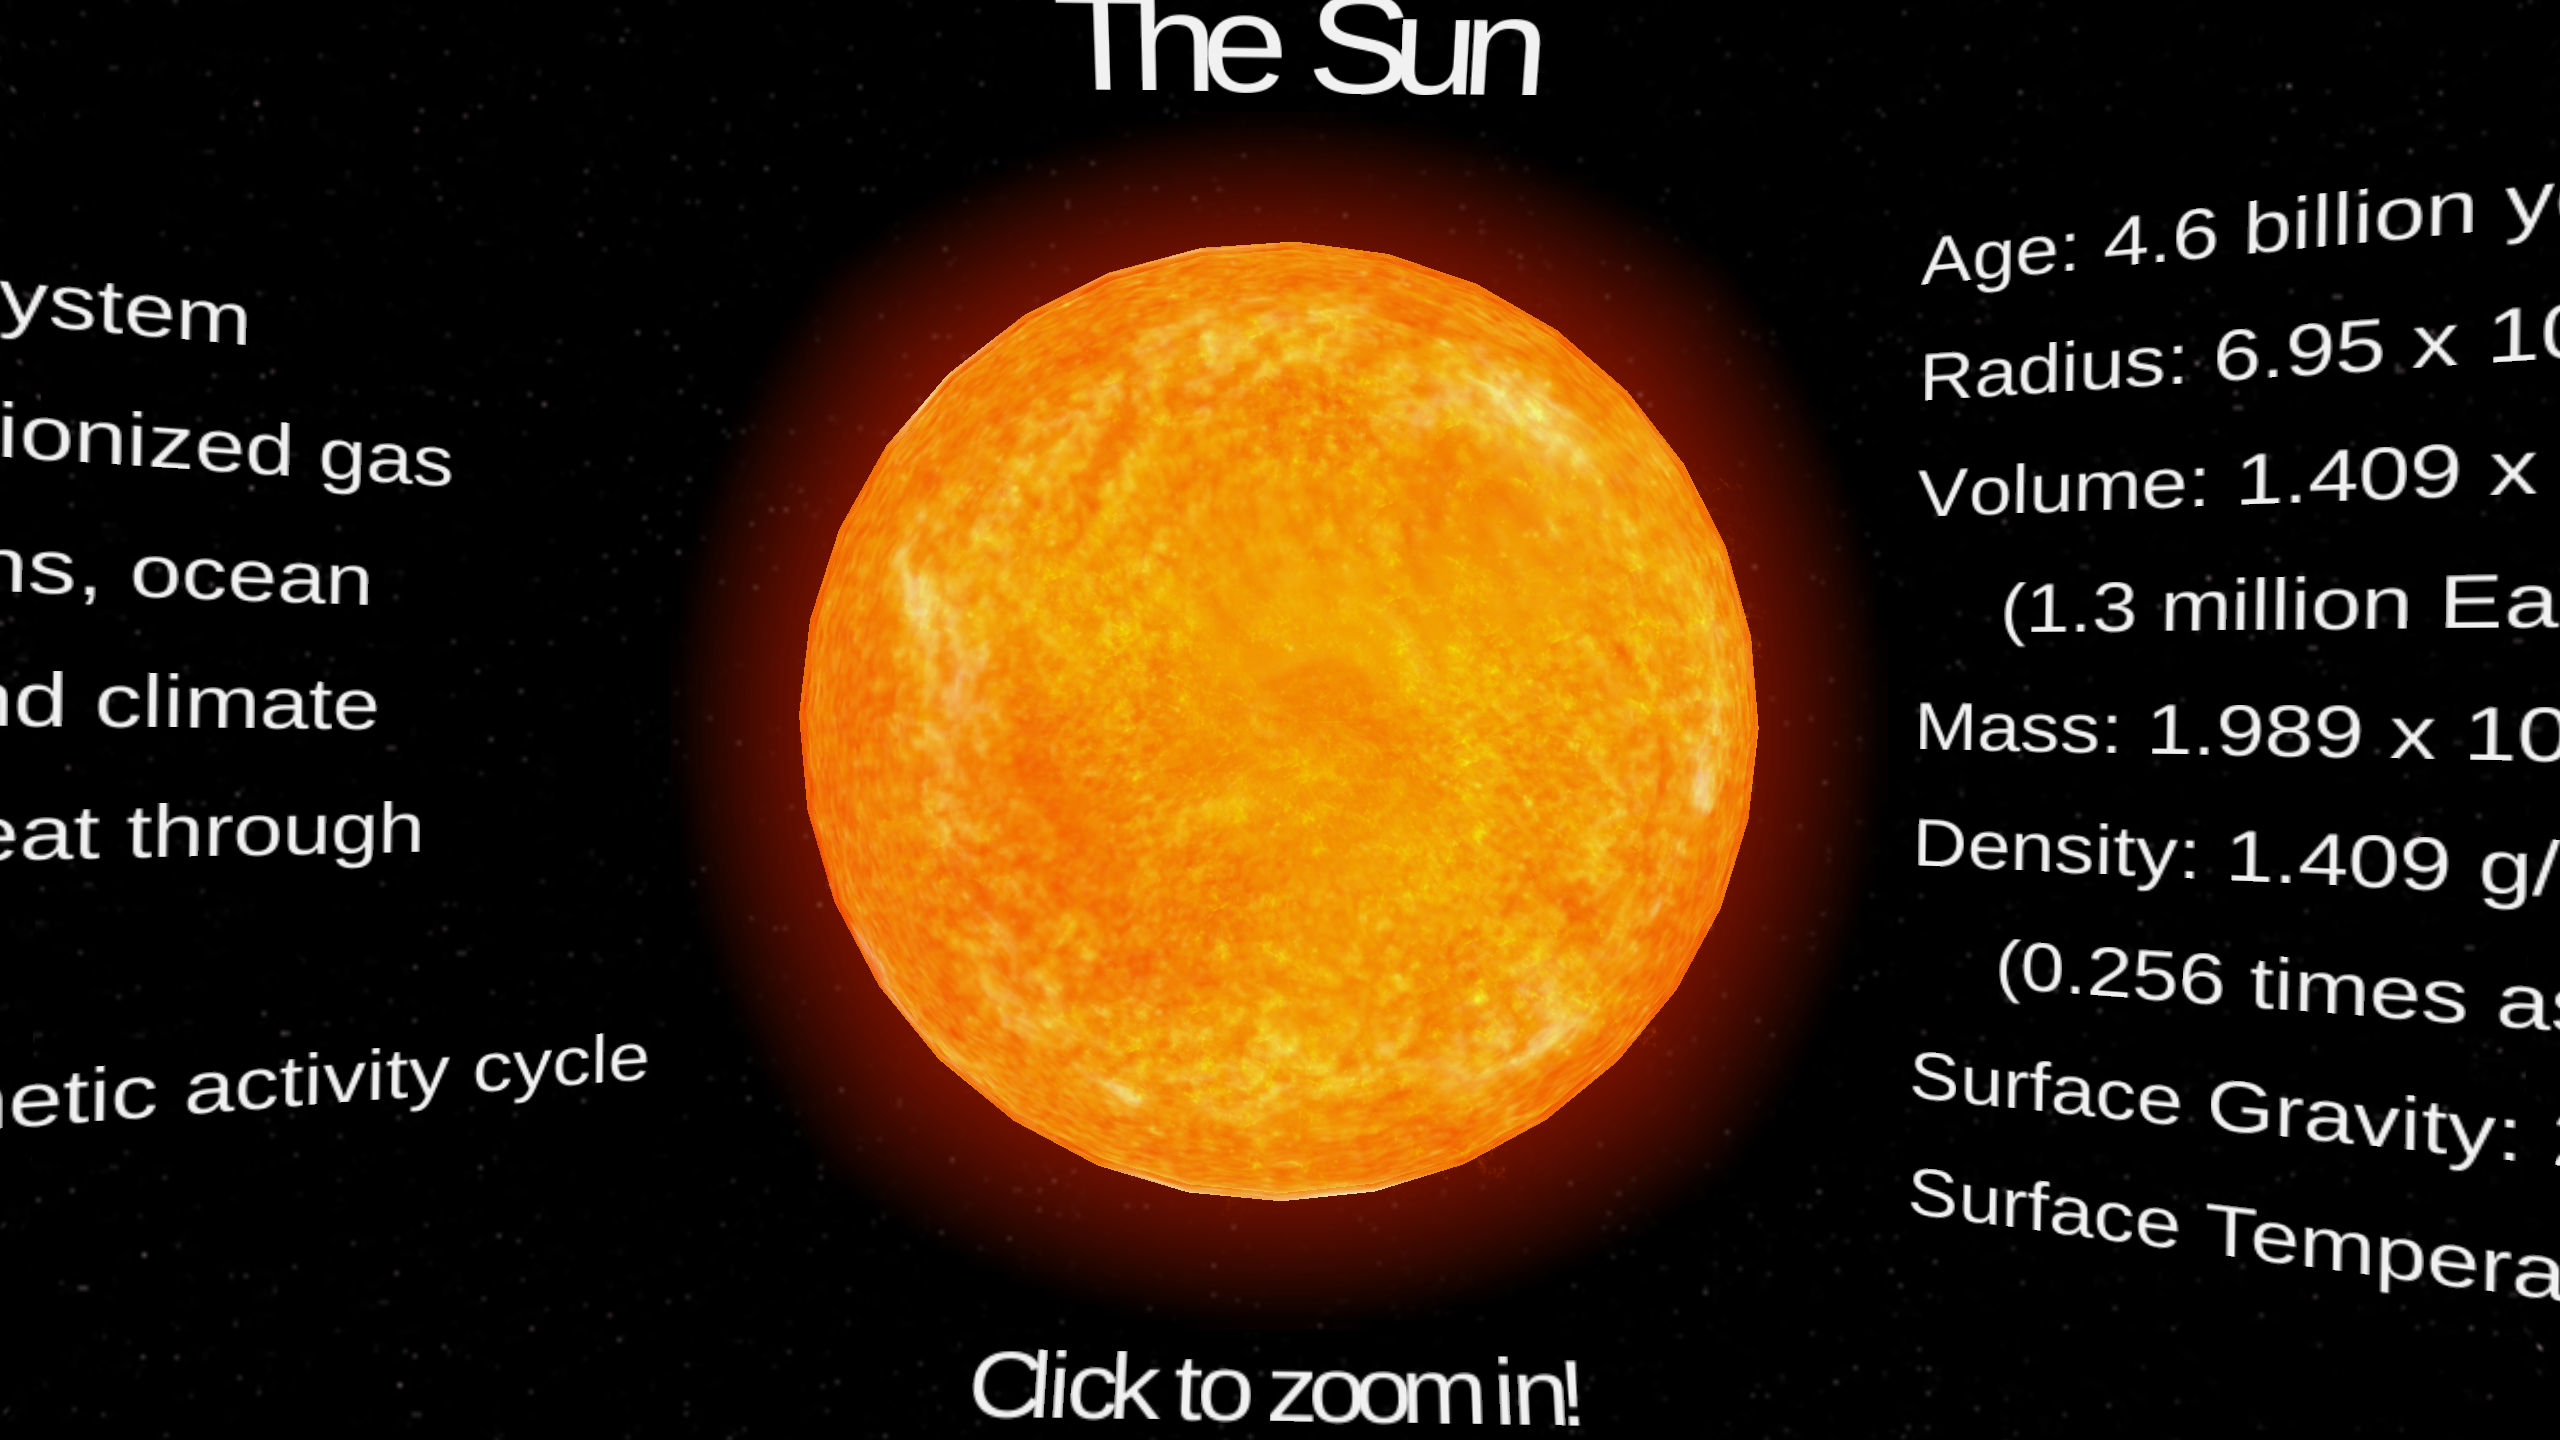 The Sun
ystem
ionized gas
ns, ocean
nd climate
eat through
netic activity cycle
Age: 4.6 billion ye
Radius: 6.95 x 10
Volume: 1.409 x
(1.3 million Ea
Mass: 1.989 x 10
Density: 1.409 g/
(0.256 times as
Surface Gravity:
Surface Tempera
Click to zoom in!